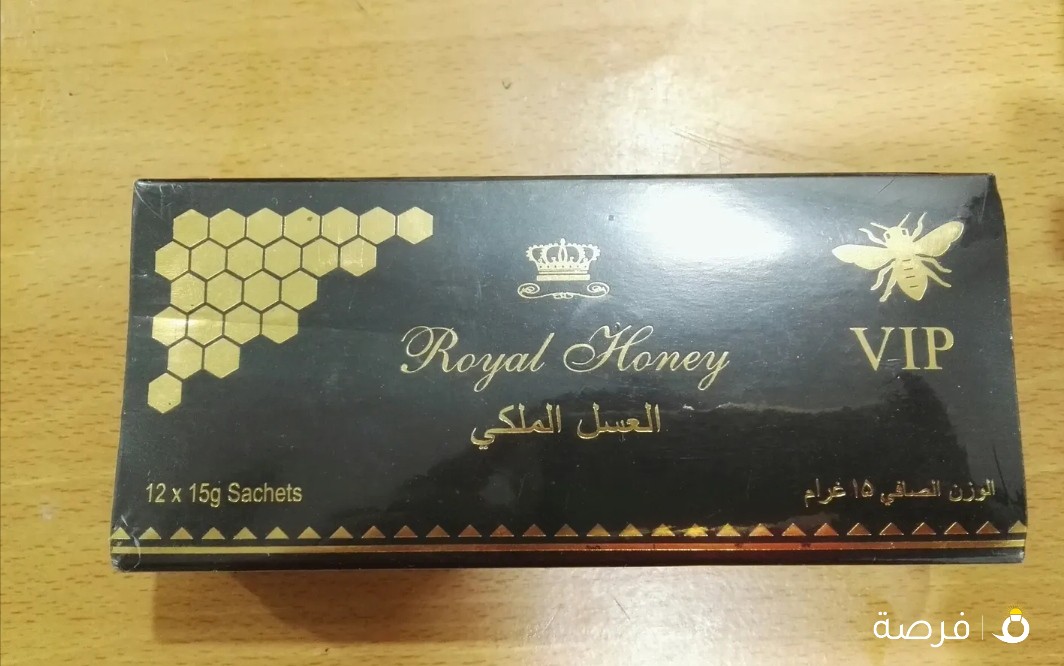 Royal Honey
VIP
العسل الملكي
12 x 15g Sachets
الوزن الصافي ١٥ غرام
فرصة